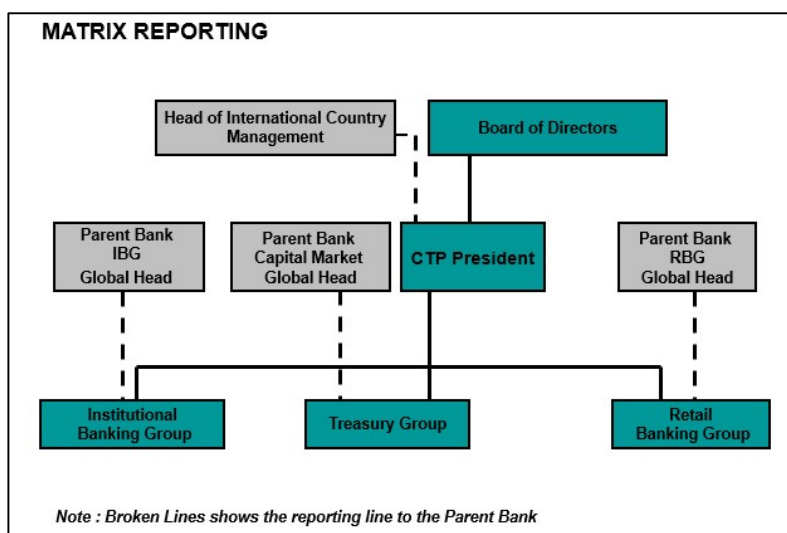 MATRIX REPORTING
Head of International Country
Management
Board of Directors
Parent Bank
IBG
Global Head
Parent Bank
Capital Market
Global Head
CTP President
Parent Bank
RBG
Global Head
Institutional
Banking Group
Treasury Group
Retail
Banking Group
Note : Broken Lines shows the reporting line to the Parent Bank